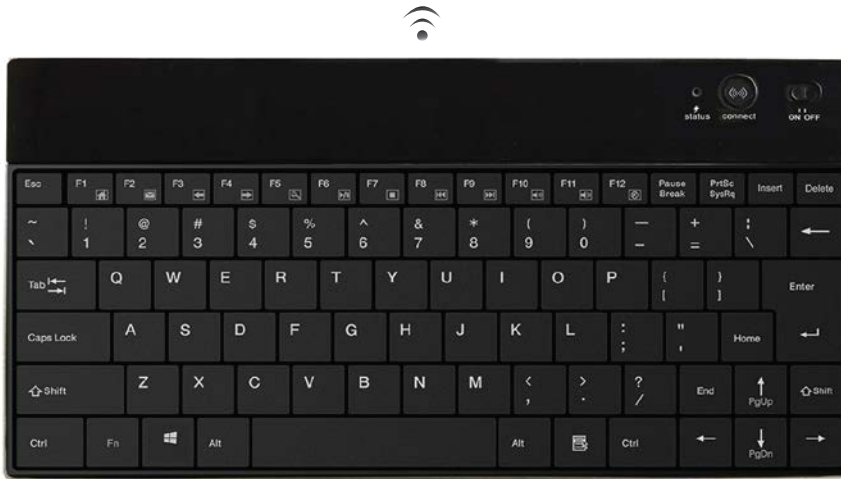 status connect ON OFF
Esc F1 F2 F3 F4 F5 F6 F7 F8 F9 F10 F11 F12 Pause Break PrtSc SysRq Insert Delete
~ ! @ # $ % ^ & * ( ) — + ¦
` 1 2 3 4 5 6 7 8 9 0 – = \
Tab Q W E R T Y U I O P { [ } ] Enter
Caps Lock A S D F G H J K L : ; " ' Home
Shift Z X C V B N M < , > . ? / End PgUp Shift
Ctrl Fn Alt Alt Ctrl PgDn